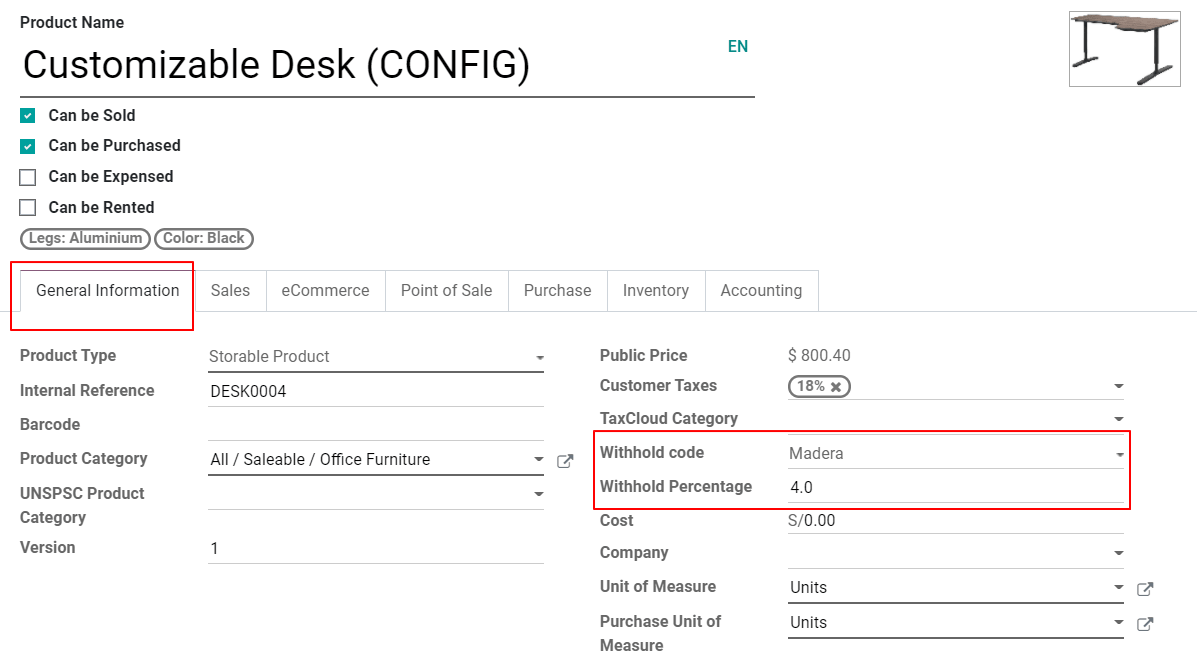 Product Name
Customizable Desk (CONFIG)
EN
Can be Sold
Can be Purchased
Can be Expensed
Can be Rented
Legs: Aluminium Color: Black
General Information Sales eCommerce Point of Sale Purchase Inventory Accounting
Product Type Storable Product
Internal Reference DESK0004
Barcode
Product Category All / Saleable / Office Furniture
UNSPSC Product
Category
Version 1
Public Price $ 800.40
Customer Taxes 18%
TaxCloud Category
Withhold code Madera
Withhold Percentage 4.0
Cost S/0.00
Company
Unit of Measure Units
Purchase Unit of Units
Measure